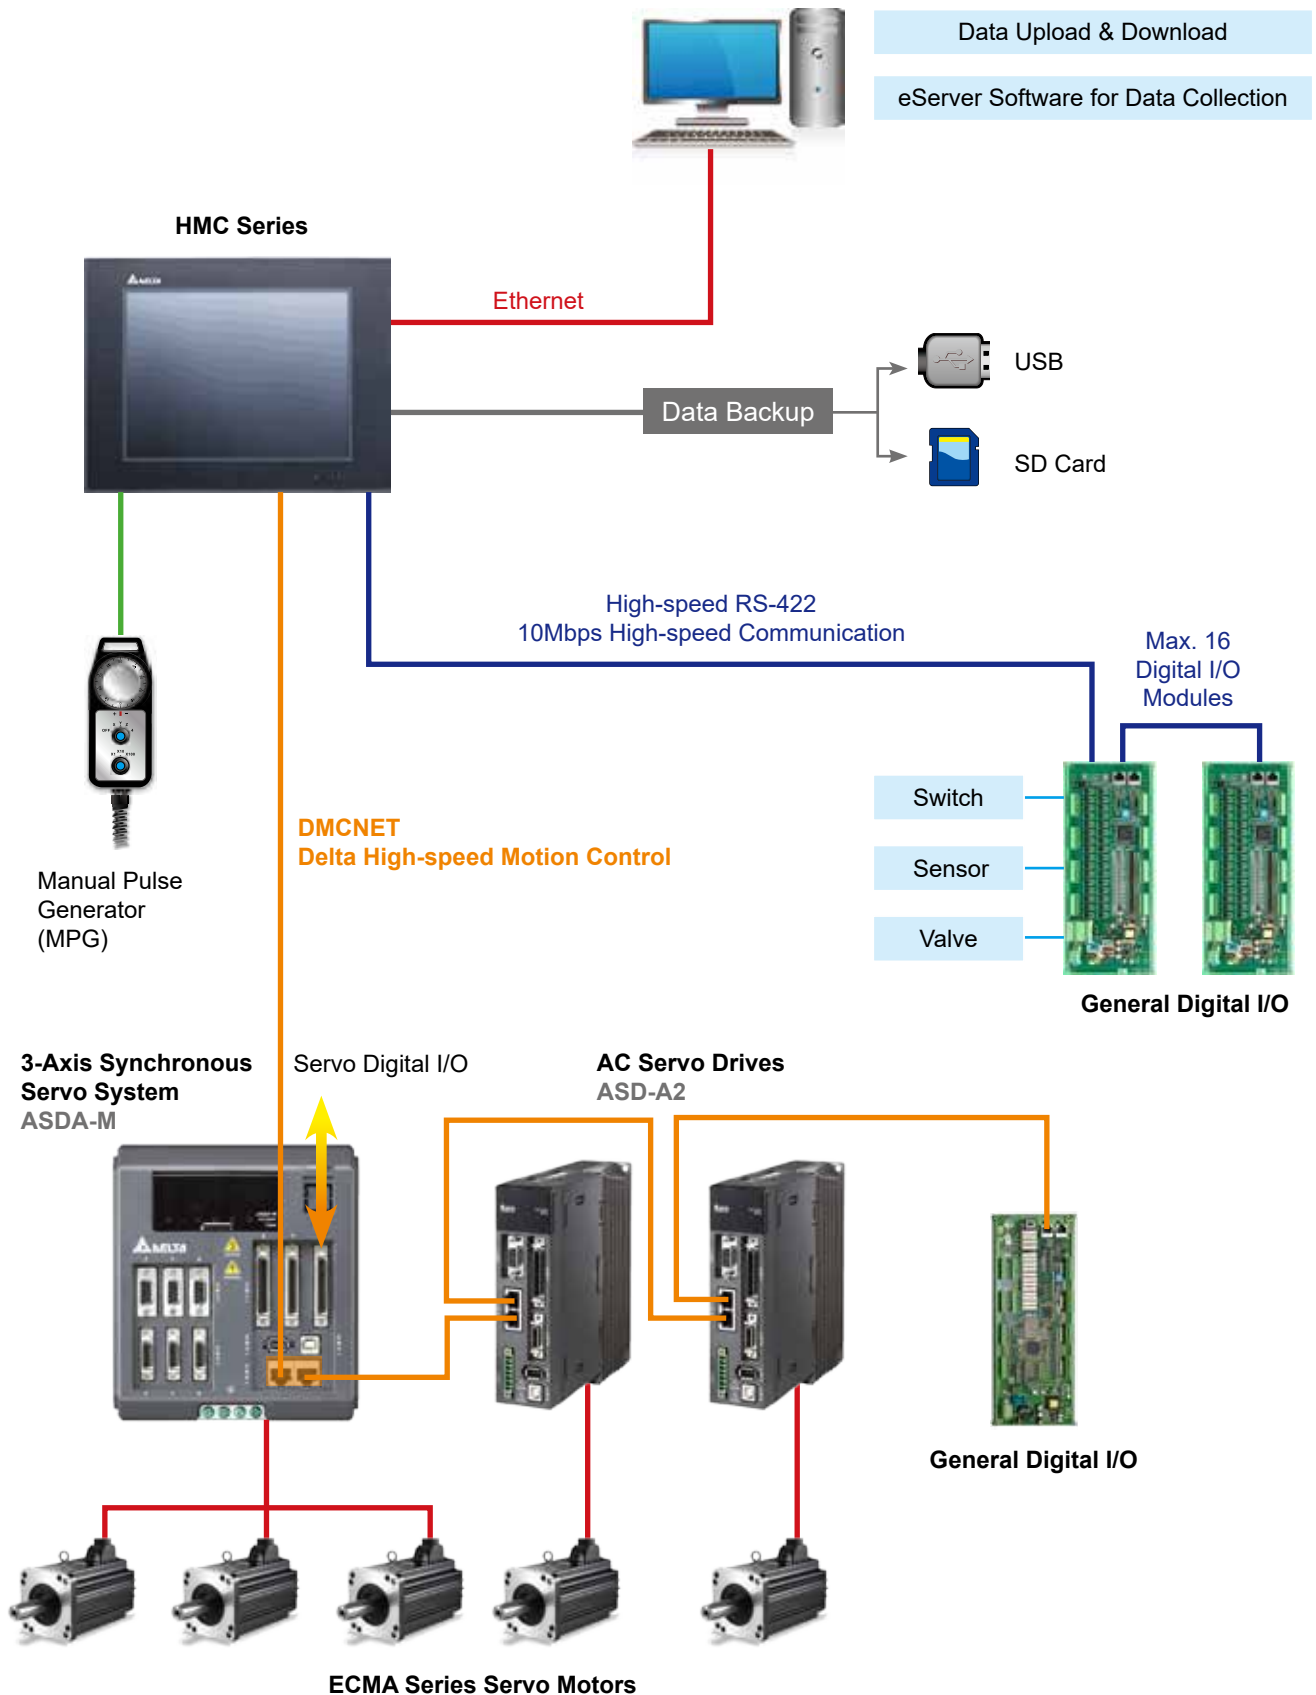 Data Upload & Download
eServer Software for Data Collection
HMC Series
DELTA
Ethernet
USB
Data Backup
SD Card
High-speed RS-422
10Mbps High-speed Communication
Max. 16
Digital I/O
Modules
Switch
Sensor
Valve
General Digital I/O
OFF
DMCNET
Delta High-speed Motion Control
Manual Pulse
Generator
(MPG)
3-Axis Synchronous
Servo System
ASDA-M
Servo Digital I/O
AC Servo Drives
ASD-A2
DELTA
General Digital I/O
ECMA Series Servo Motors